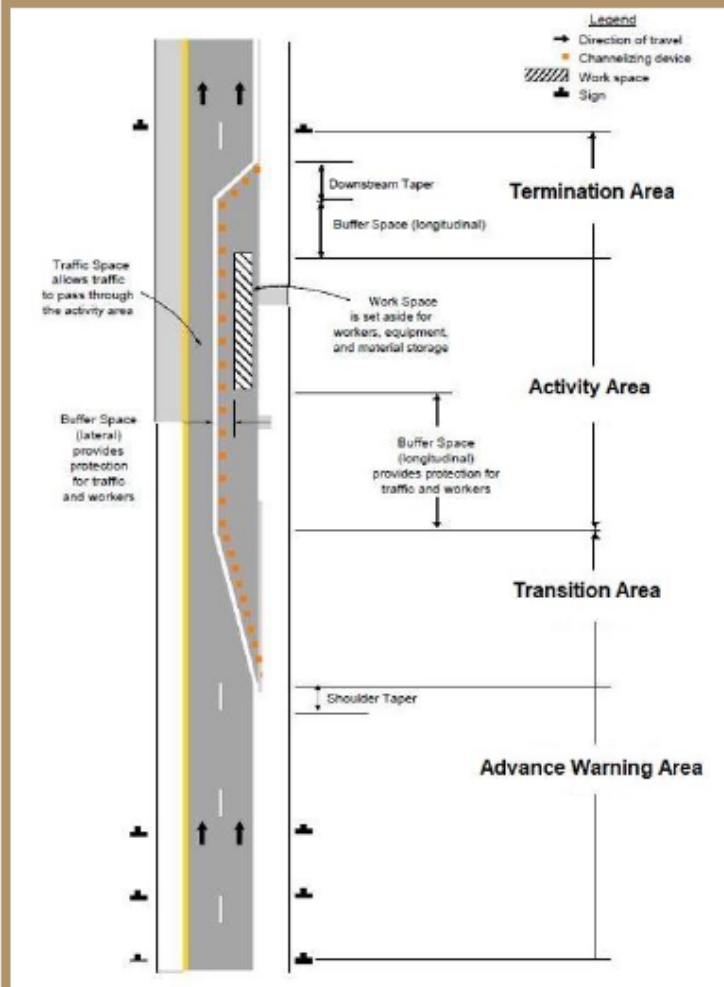 Legend
Direction of travel
Channelizing device
Work space
Sign
Downstream Taper
Termination Area
Buffer Space (longitudinal)
Traffic Space
allows traffic
to pass through
the activity area
Work Space
is set aside for
workers, equipment,
and material storage
Activity Area
Buffer Space
(lateral)
provides
protection
for traffic
and workers
Buffer Space
(longitudinal)
provides protection for
traffic and workers
Transition Area
Shoulder Taper
Advance Warning Area